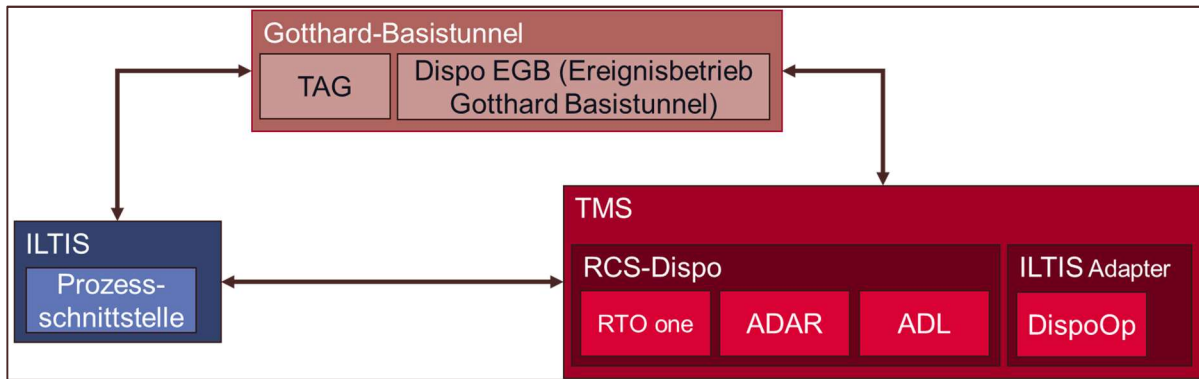 Gotthard-Basistunnel
TAG
Dispo EGB (Ereignisbetrieb
Gotthard Basistunnel)
TMS
ILTIS
Prozess-
schnittstelle
RCS-Dispo
RTO one
ADAR
ADL
ILTIS Adapter
DispoOp